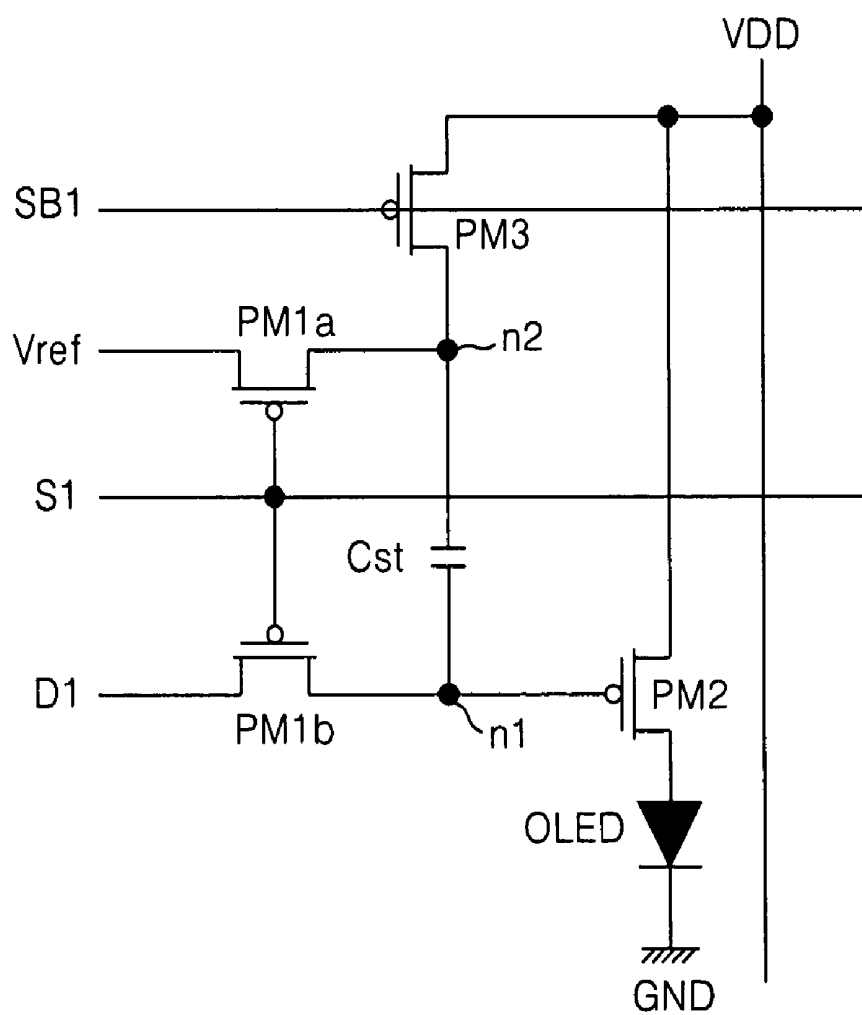 VDD
SB1
PM3
PM1a
Vref
n2
S1
Cst
D1
PM2
PM1b
n1
OLED
GND